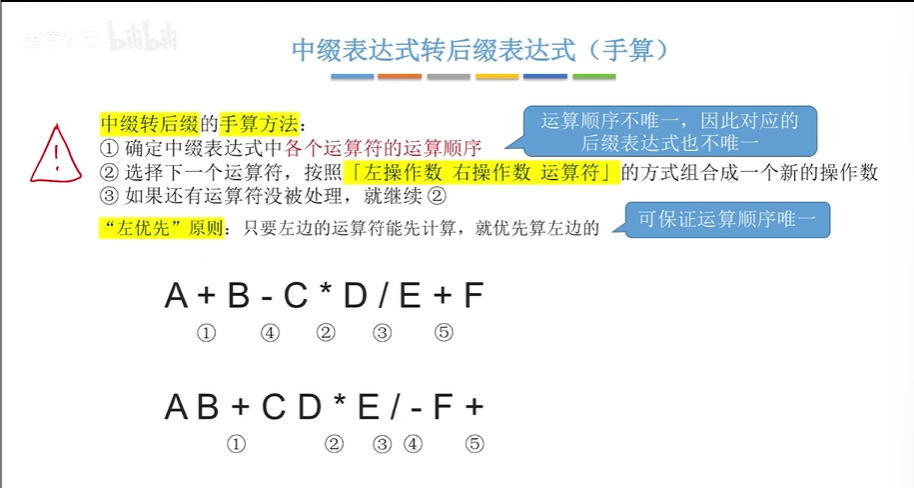 bilibili
中缀表达式转后缀表达式（手算）
中缀转后缀的手算方法：
① 确定中缀表达式中各个运算符的运算顺序
② 选择下一个运算符，按照「左操作数 右操作数 运算符」的方式组合成一个新的操作数
③ 如果还有运算符没被处理，就继续 ②
运算顺序不唯一，因此对应的
后缀表达式也不唯一
“左优先”原则：只要左边的运算符能先计算，就优先算左边的
可保证运算顺序唯一
!
A + B - C * D / E + F
① ④ ② ③ ⑤
A B + C D * E / - F +
① ② ③ ④ ⑤